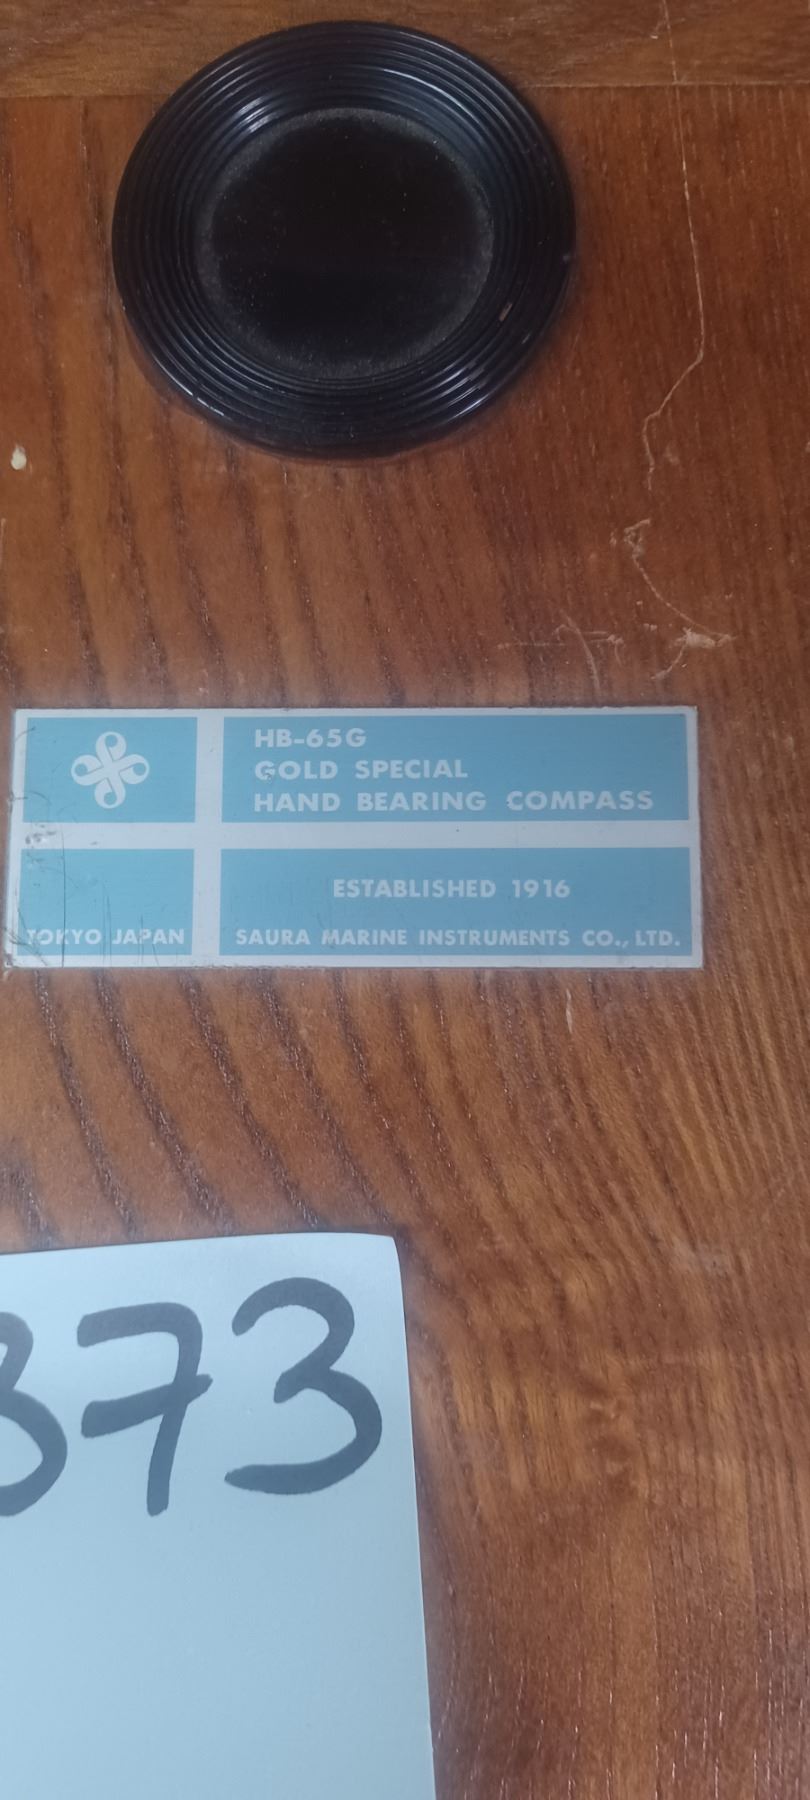 HB-65G
GOLD SPECIAL
HAND BEARING COMPASS
ESTABLISHED 1916
TOKYO JAPAN
SAURA MARINE INSTRUMENTS CO., LTD.
373